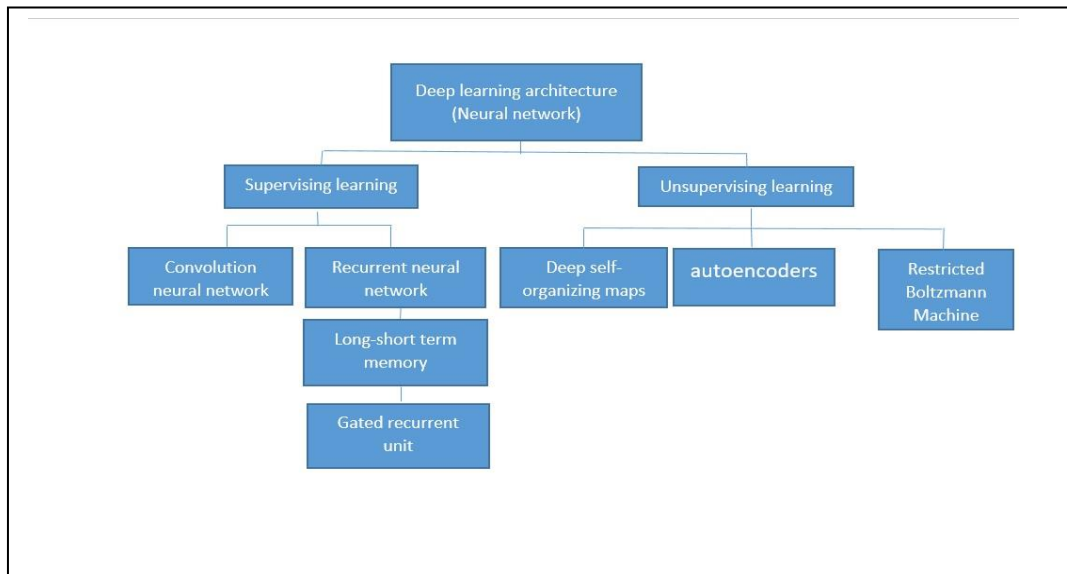 Deep learning architecture
(Neural network)
Supervising learning
Unsupervising learning
Convolution
neural network
Recurrent neural
network
Deep self-
organizing maps
autoencoders
Restricted
Boltzmann
Machine
Long-short term
memory
Gated recurrent
unit